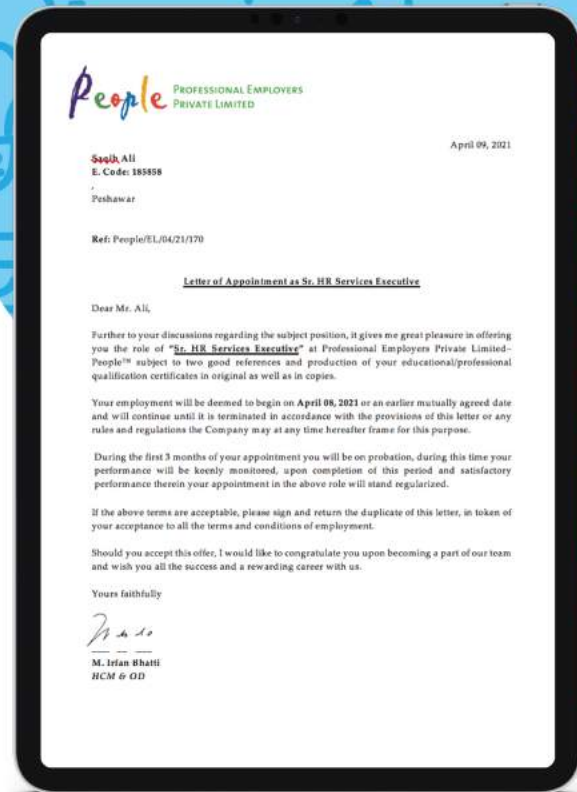 People PROFESSIONAL EMPLOYERS
PRIVATE LIMITED
April 09, 2021
Saqib Ali
E. Code: 185858
,
Peshawar
Ref: People/EL/04/21/170
Letter of Appointment as Sr. HR Services Executive
Dear Mr. Ali,
Further to your discussions regarding the subject position, it gives me great pleasure in offering
you the role of "Sr. HR Services Executive" at Professional Employers Private Limited–
People™ subject to two good references and production of your educational/professional
qualification certificates in original as well as in copies.
Your employment will be deemed to begin on April 08, 2021 or an earlier mutually agreed date
and will continue until it is terminated in accordance with the provisions of this letter or any
rules and regulations the Company may at any time hereafter frame for this purpose.
During the first 3 months of your appointment you will be on probation, during this time your
performance will be keenly monitored, upon completion of this period and satisfactory
performance therein your appointment in the above role will stand regularized.
If the above terms are acceptable, please sign and return the duplicate of this letter, in token of
your acceptance to all the terms and conditions of employment.
Should you accept this offer, I would like to congratulate you upon becoming a part of our team
and wish you all the success and a rewarding career with us.
Yours faithfully
M. Irfan Bhatti
HCM & OD